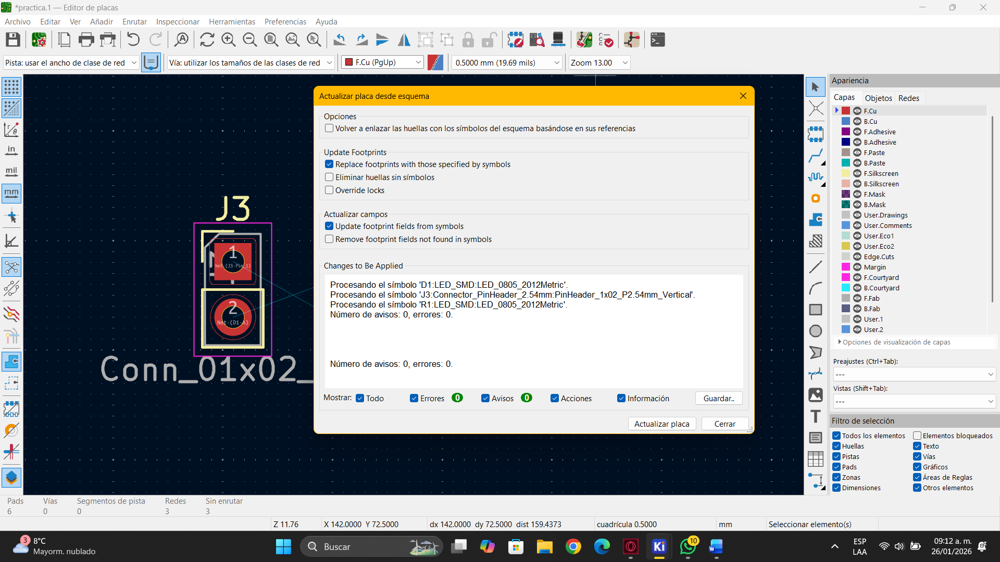 *practica.1 — Editor de placas
Archivo Editar Ver Añadir Enrutar Inspeccionar Herramientas Preferencias Ayuda
Pista: usar el ancho de clase de red
Vía: utilizar los tamaños de las clases de red
F.Cu (PgUp)
0.5000 mm (19.69 mils)
Zoom 13.00
in
mil
mm
J3
1
Net-(J3-Pin_1)
2
Net-(D1-A)
Conn_01x02_
Actualizar placa desde esquema
Opciones
Volver a enlazar las huellas con los símbolos del esquema basándose en sus referencias
Update Footprints
Replace footprints with those specified by symbols
Eliminar huellas sin símbolos
Override locks
Actualizar campos
Update footprint fields from symbols
Remove footprint fields not found in symbols
Changes to Be Applied
Procesando el símbolo 'D1:LED_SMD:LED_0805_2012Metric'.
Procesando el símbolo 'J3:Connector_PinHeader_2.54mm:PinHeader_1x02_P2.54mm_Vertical'.
Procesando el símbolo 'R1:LED_SMD:LED_0805_2012Metric'.
Número de avisos: 0, errores: 0.
Número de avisos: 0, errores: 0.
Mostrar: Todo Errores 0 Avisos 0 Acciones Información Guardar..
Actualizar placa Cerrar
Apariencia
Capas Objetos Redes
F.Cu
B.Cu
F.Adhesive
B.Adhesive
F.Paste
B.Paste
F.Silkscreen
B.Silkscreen
F.Mask
B.Mask
User.Drawings
User.Comments
User.Eco1
User.Eco2
Edge.Cuts
Margin
F.Courtyard
B.Courtyard
F.Fab
B.Fab
User.1
User.2
Opciones de visualización de capas
Preajustes (Ctrl+Tab):
---
Vistas (Shift+Tab):
---
Filtro de selección
Todos los elementos Elementos bloqueados
Huellas Texto
Pistas Vías
Pads Gráficos
Zonas Áreas de Reglas
Dimensiones Otros elementos
Pads Vías Segmentos de pista Redes Sin enrutar
6 0 0 3 3
Z 11.76 X 142.0000 Y 72.5000 dx 142.0000 dy 72.5000 dist 159.4373 cuadrícula 0.5000 mm Seleccionar elemento(s)
3
8°C
Mayorm. nublado
Buscar
Ki
10
W
ESP
LAA
09:12 a. m.
26/01/2026